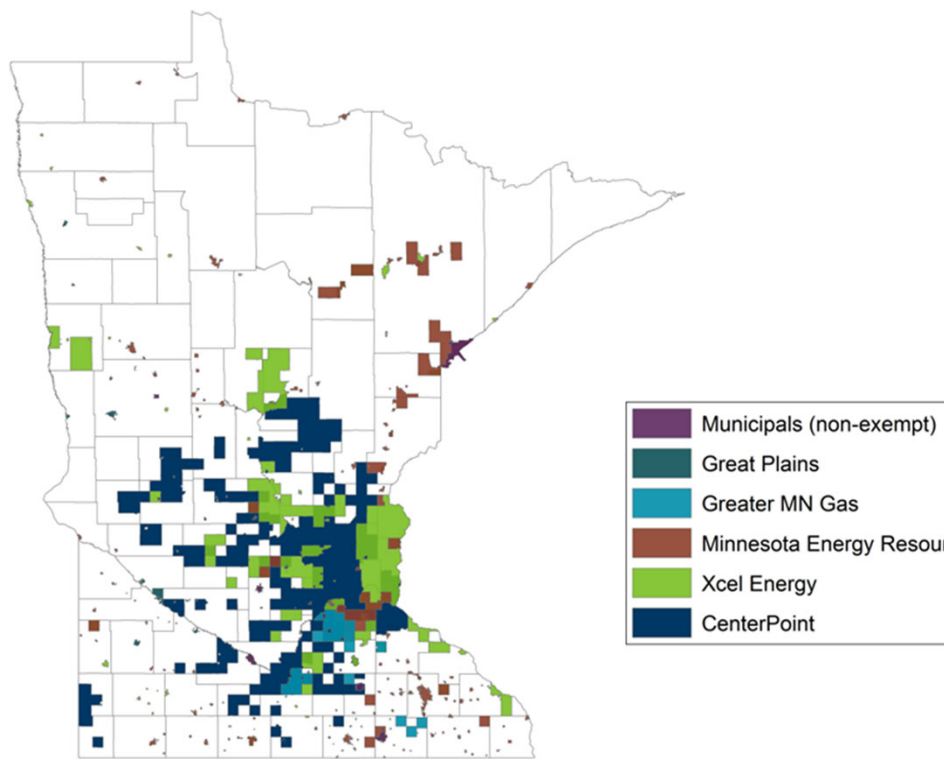 Municipals (non-exempt)
Great Plains
Greater MN Gas
Minnesota Energy Resour
Xcel Energy
CenterPoint